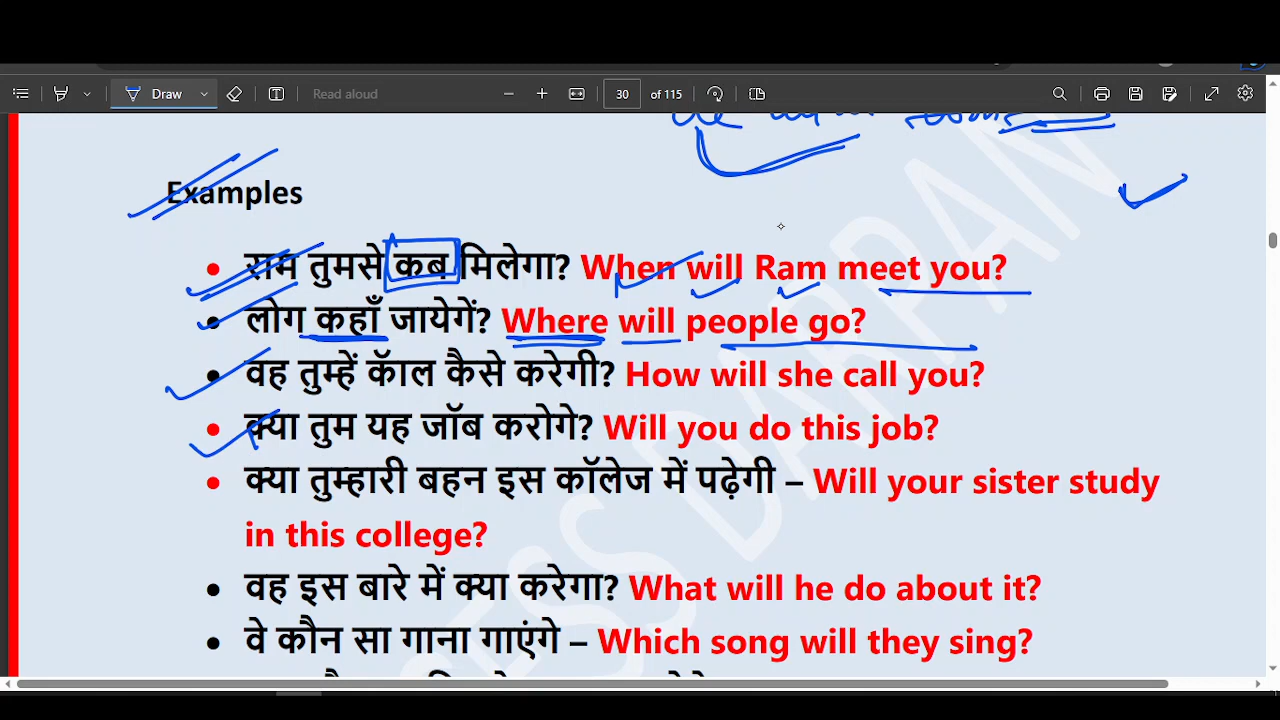 Draw
Read aloud
30 of 115
Examples
राम तुमसे कब मिलेगा? When will Ram meet you?
लोग कहाँ जायेगें? Where will people go?
वह तुम्हें कॅाल कैसे करेगी? How will she call you?
क्या तुम यह जॉब करोगे? Will you do this job?
क्या तुम्हारी बहन इस कॉलेज में पढ़ेगी – Will your sister study
in this college?
वह इस बारे में क्या करेगा? What will he do about it?
वे कौन सा गाना गाएंगे – Which song will they sing?